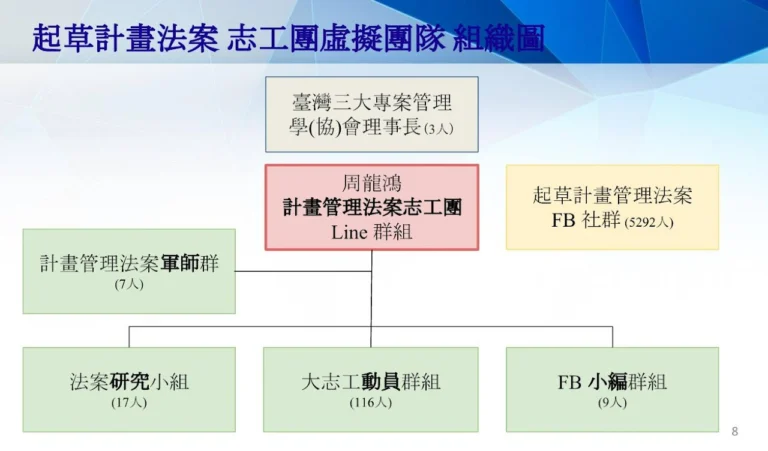 起草計畫法案 志工團虛擬團隊 組織圖
臺灣三大專案管理
學(協)會理事長 (3人)
周龍鴻
計畫管理法案志工團
Line 群組
起草計畫管理法案
FB 社群 (5292人)
計畫管理法案軍師群
(7人)
法案研究小組
(17人)
大志工動員群組
(116人)
FB 小編群組
(9人)
8